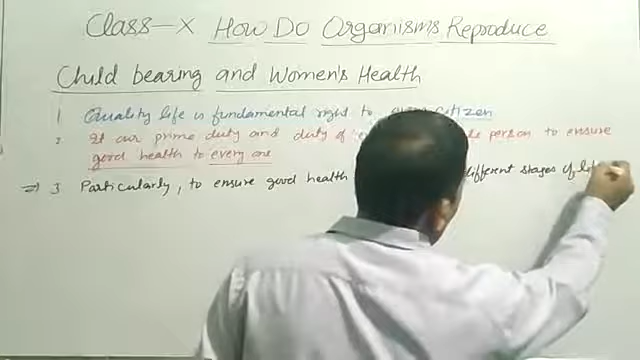 Class-X How Do Organisms Reproduce
Child bearing and Women's Health
1 Quality life is fundamental right to citizen
2 It our prime duty and duty of person to ensure
good health to every one
=> 3 Particularly, to ensure good health different stages of life